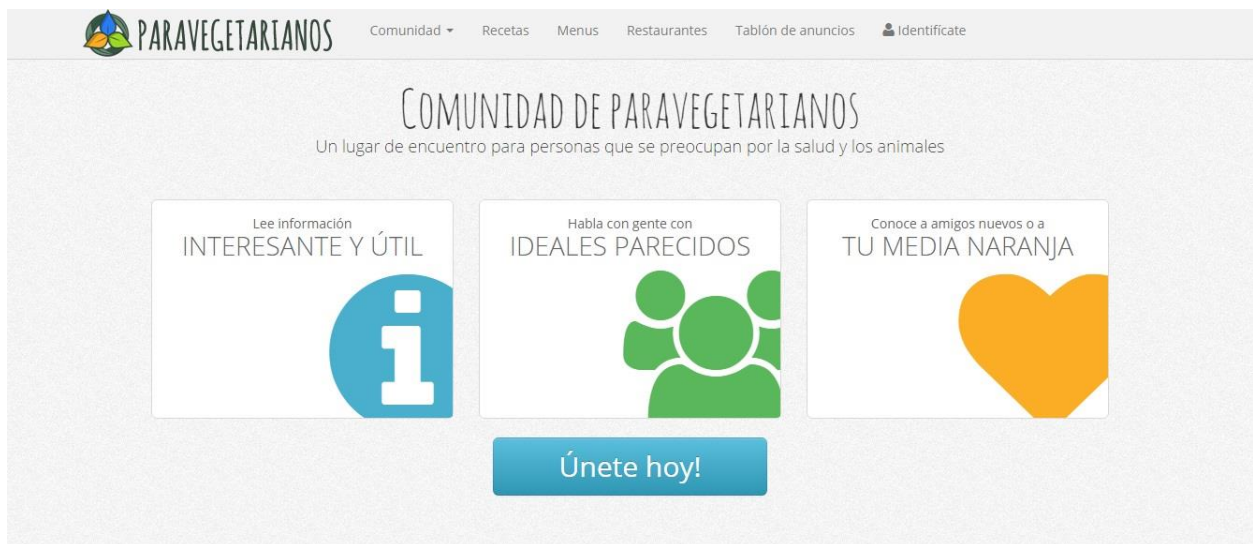 PARAVEGETARIANOS
Comunidad
Recetas
Menus
Restaurantes
Tablón de anuncios
Identifícate
COMUNIDAD DE PARAVEGETARIANOS
Un lugar de encuentro para personas que se preocupan por la salud y los animales
Lee información
INTERESANTE Y ÚTIL
Habla con gente con
IDEALES PARECIDOS
Conoce a amigos nuevos o a
TU MEDIA NARANJA
Únete hoy!